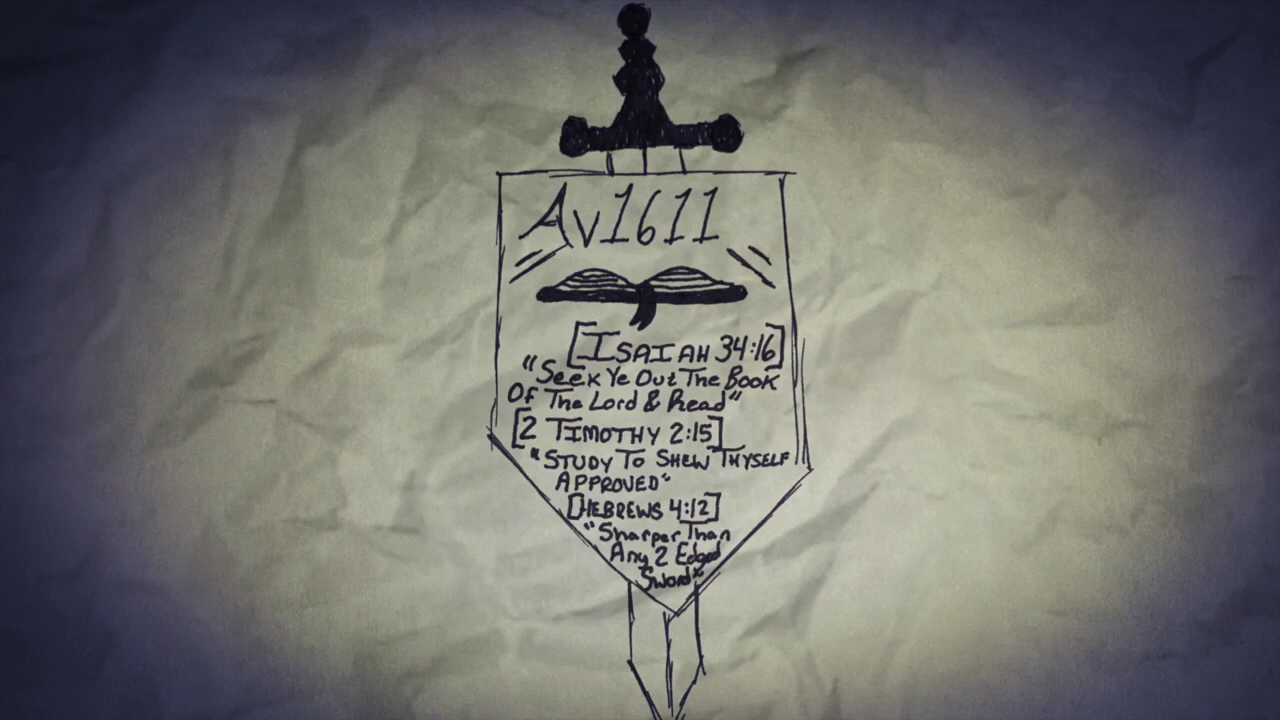 Av1611
[ISAIAH 34:16]
"Seek Ye Out The Book
Of The Lord & Read"
[2 TIMOTHY 2:15]
"STUDY TO SHEW THYSELF
APPROVED"
[HEBREWS 4:12]
"Sharper Than
Any 2 Edged
Sword"